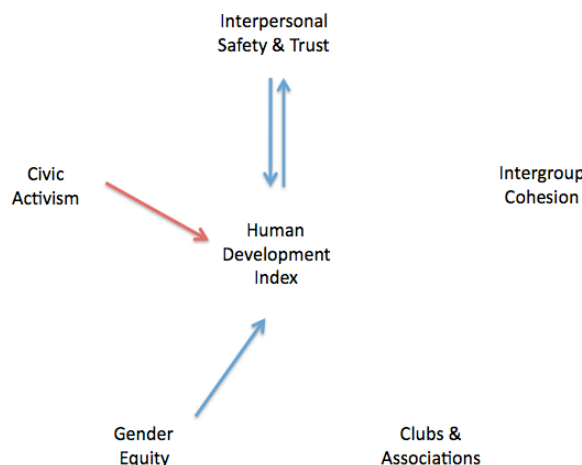 Interpersonal
Safety & Trust
Civic
Activism
Intergroup
Cohesion
Human
Development
Index
Gender
Equity
Clubs &
Associations